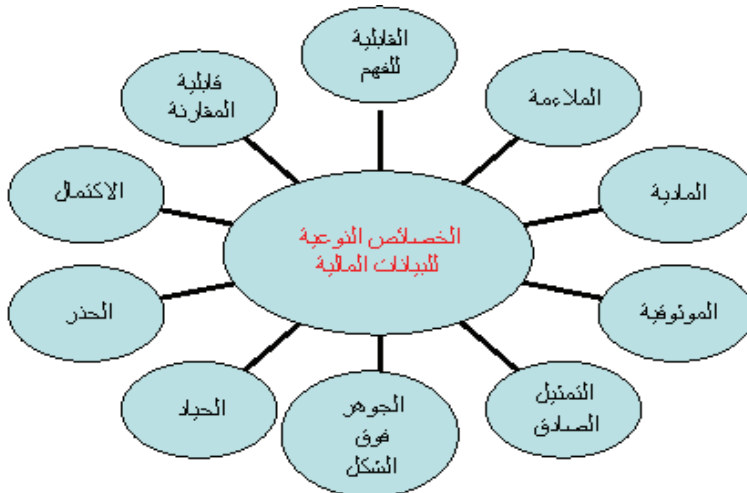 القابلية
للفهم
الملاءمة
المادية
الموثوقية
التمثيل
الصادق
الجوهر
فوق
الشكل
الحياد
الحذر
الاكتمال
قابلية
المقارنة
الخصائص النوعية
للبيانات المالية